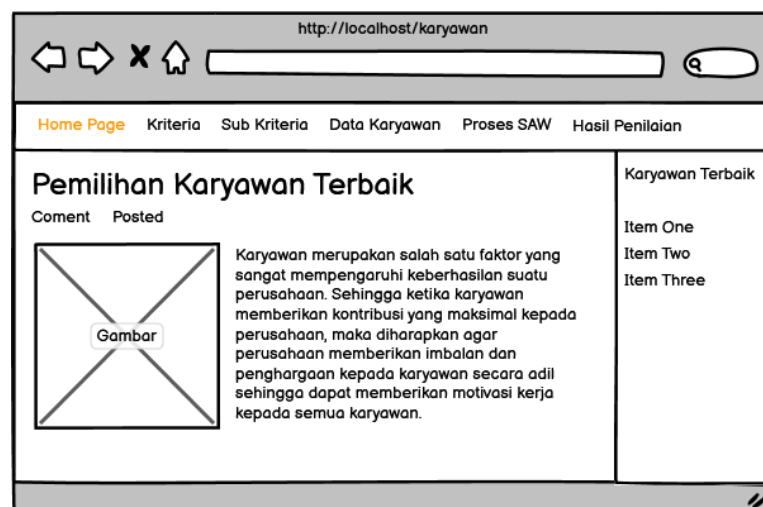 http://localhost/karyawan
Home Page Kriteria Sub Kriteria Data Karyawan Proses SAW Hasil Penilaian
Pemilihan Karyawan Terbaik
Coment Posted
Gambar
Karyawan merupakan salah satu faktor yang
sangat mempengaruhi keberhasilan suatu
perusahaan. Sehingga ketika karyawan
memberikan kontribusi yang maksimal kepada
perusahaan, maka diharapkan agar
perusahaan memberikan imbalan dan
penghargaan kepada karyawan secara adil
sehingga dapat memberikan motivasi kerja
kepada semua karyawan.
Karyawan Terbaik
Item One
Item Two
Item Three